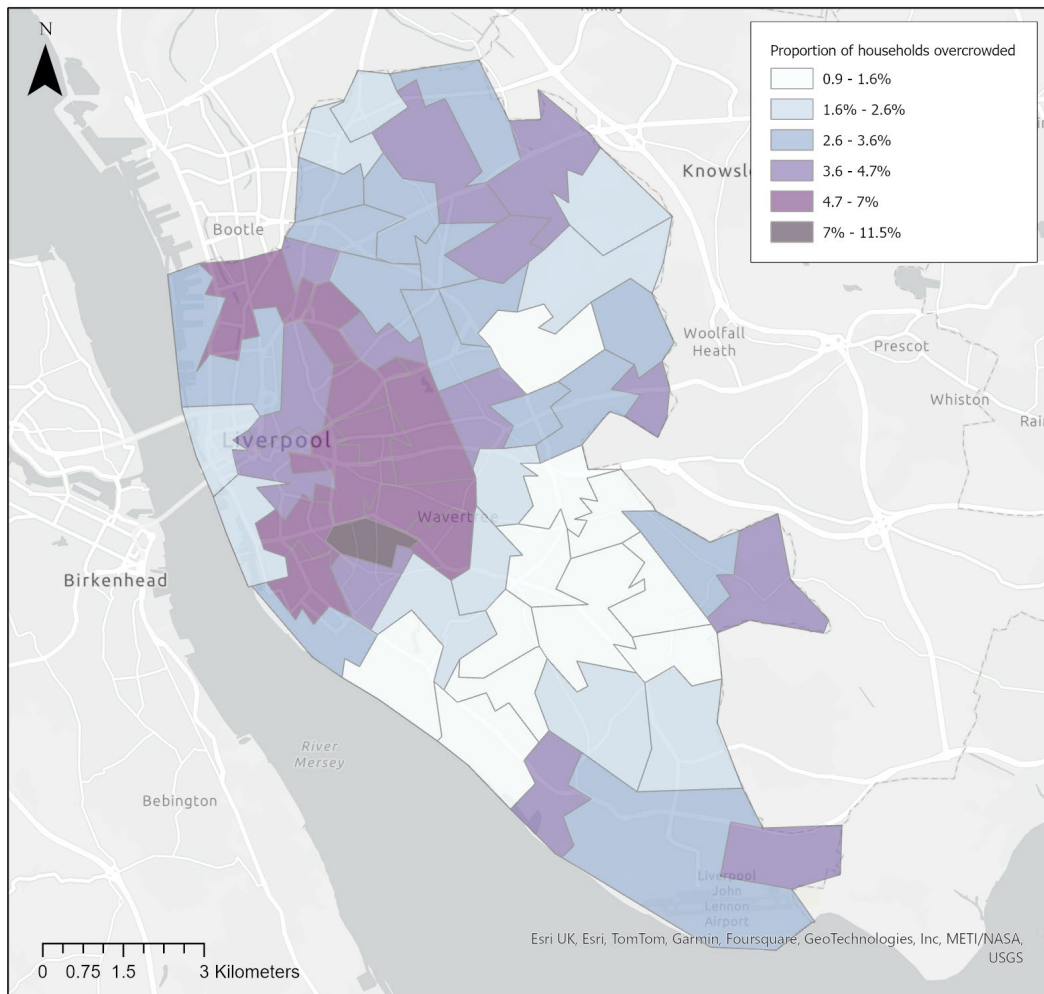 N
Kirkby
Proportion of households overcrowded
0.9 - 1.6%
1.6% - 2.6%
2.6 - 3.6%
3.6 - 4.7%
4.7 - 7%
7% - 11.5%
Knowsle
Bootle
Woolfall
Heath
Prescot
Whiston
Rai
Liverpool
Wavertree
Birkenhead
River
Mersey
Bebington
Liverpool
John
Lennon
Airport
Esri UK, Esri, TomTom, Garmin, Foursquare, GeoTechnologies, Inc, METI/NASA,
USGS
0 0.75 1.5 3 Kilometers